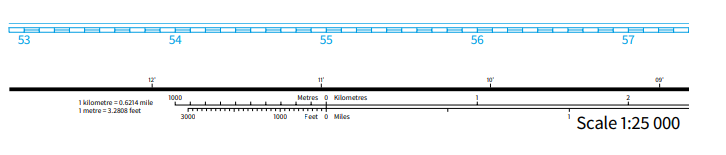 53 54 55 56 57
12' 11' 10' 09'
1 kilometre = 0.6214 mile 1000 Metres 0 Kilometres 1 2
1 metre = 3.2808 feet 3000 1000 Feet 0 Miles 1
Scale 1:25 000